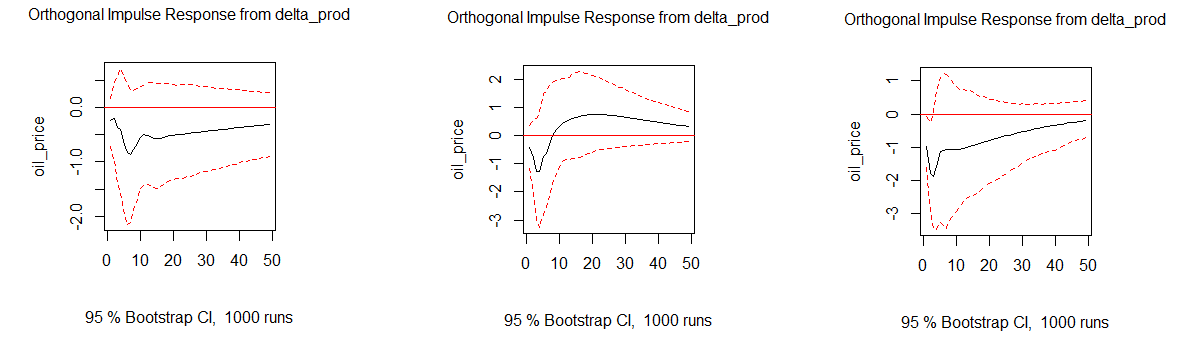 Orthogonal Impulse Response from delta_prod
oil_price
0.0
-1.0
-2.0
0 10 20 30 40 50
95 % Bootstrap CI, 1000 runs
Orthogonal Impulse Response from delta_prod
oil_price
2
1
0
-1
-2
-3
0 10 20 30 40 50
95 % Bootstrap CI, 1000 runs
Orthogonal Impulse Response from delta_prod
oil_price
1
0
-1
-2
-3
0 10 20 30 40 50
95 % Bootstrap CI, 1000 runs